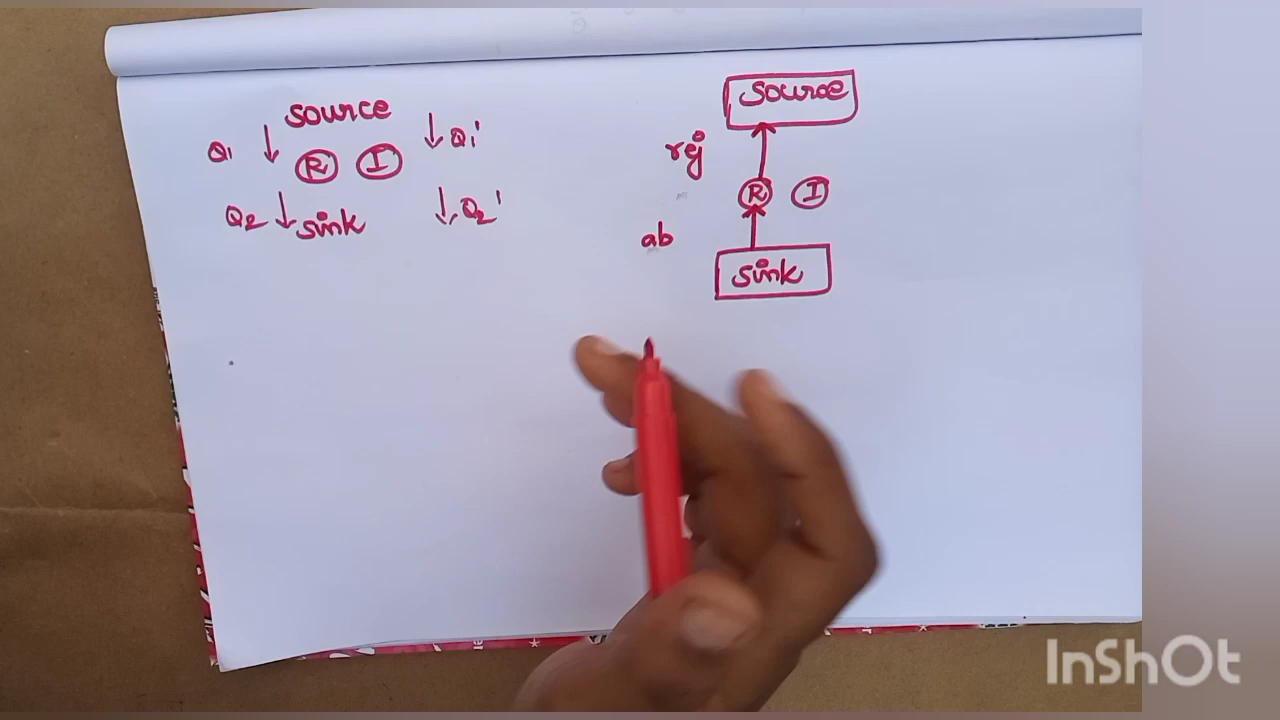 source
Q1 ↓ ↓ Q1'
R I
Q2 ↓ sink ↓ Q2'
source
rej
R I
ab
sink
InShOt